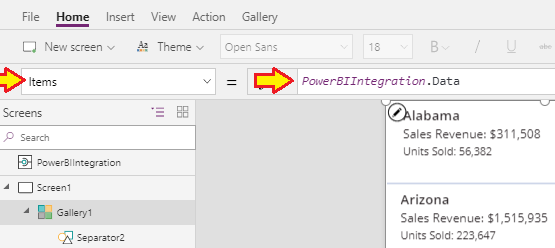 File Home Insert View Action Gallery
New screen Theme Open Sans 18 B / U abc
Items = PowerBIIntegration.Data
Screens
Search
PowerBIIntegration
Screen1
Gallery1
Separator2
Alabama
Sales Revenue: $311,508
Units Sold: 56,382
Arizona
Sales Revenue: $1,515,935
Units Sold: 223,647